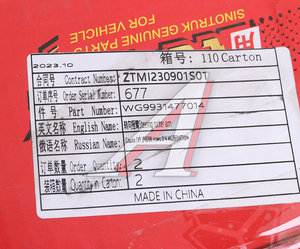 SINOTRUK GENUINE PARTS
FOR VEHICLE
用
2023.10
箱号: 110 Carton
合同号 Contract Number: ZTMI230901S01
订单序号 Order Serial Number: 677
件 号 Part Number: WG9931477014
英文名称 English Name:
俄语名称 Russian Name:
订单数量 Order Quantity: 2
装箱数量 Quantity in Carton: 2
MADE IN CHINA